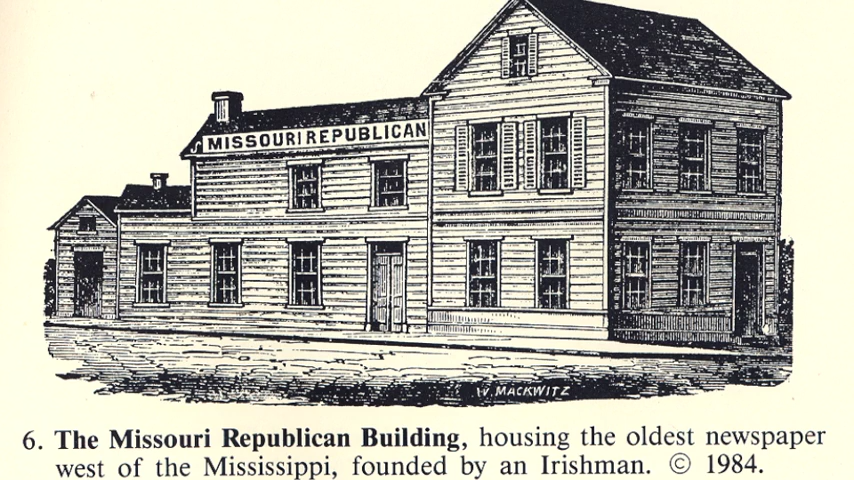 MISSOURI REPUBLICAN
W. MACKWITZ
6. The Missouri Republican Building, housing the oldest newspaper
west of the Mississippi, founded by an Irishman. © 1984.